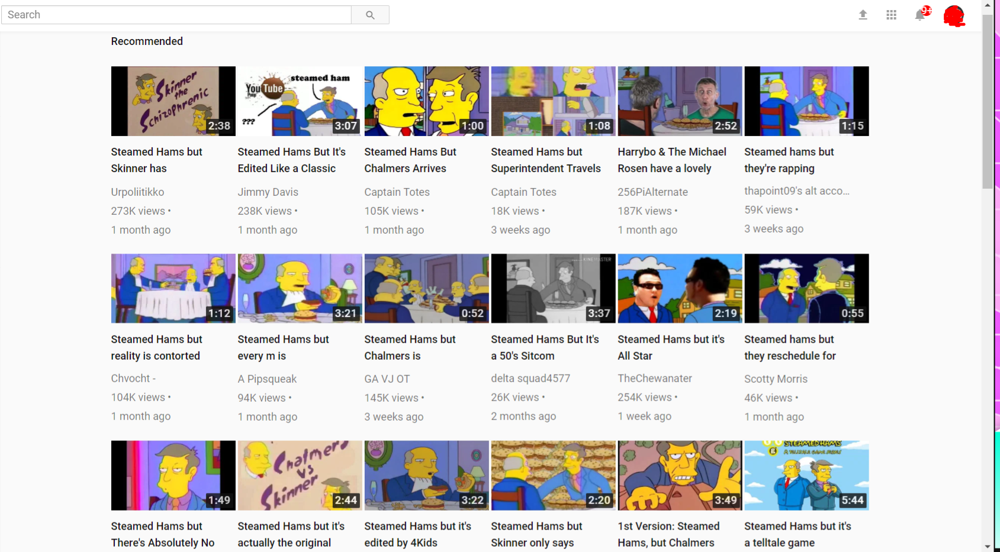 Search
9+
Recommended
Skinner
the
Schizophrenic
2:38
YouTube
Poop
steamed ham
???
3:07
1:00
1:08
2:52
1:15
Steamed Hams but
Skinner has
Steamed Hams But It's
Edited Like a Classic
Steamed Hams But
Chalmers Arrives
Steamed Hams but
Superintendent Travels
Harrybo & The Michael
Rosen have a lovely
Steamed hams but
they're rapping
Urpoliitikko
273K views •
1 month ago
Jimmy Davis
238K views •
1 month ago
Captain Totes
105K views •
1 month ago
Captain Totes
18K views •
3 weeks ago
256PiAlternate
187K views •
1 month ago
thapoint09's alt acco...
59K views •
3 weeks ago
1:12
3:21
0:52
KINEMASTER
3:37
2:19
0:55
Steamed Hams but
reality is contorted
Steamed Hams but
every m is
Steamed Hams but
Chalmers is
Steamed Hams But It's
a 50's Sitcom
Steamed Hams but it's
All Star
Steamed hams but
they reschedule for
Chvocht -
104K views •
1 month ago
A Pipsqueak
94K views •
1 month ago
GA VJ OT
145K views •
3 weeks ago
delta squad4577
26K views •
2 months ago
TheChewanater
254K views •
1 week ago
Scotty Morris
46K views •
1 month ago
1:49
Chalmers
vs
Skinner
2:44
3:22
2:20
3:49
STEAMED HAMS
A TELLTALE GAME SERIES
5:44
Steamed Hams but
There's Absolutely No
Steamed Hams but it's
actually the original
Steamed Hams but it's
edited by 4Kids
Steamed Hams but
Skinner only says
1st Version: Steamed
Hams, but Chalmers
Steamed Hams but it's
a telltale game